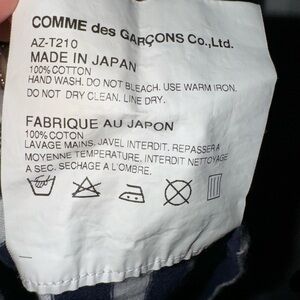 COMME des GARÇONS Co.,Ltd.
AZ-T210
MADE IN JAPAN
100%COTTON
HAND WASH. DO NOT BLEACH. USE WARM IRON.
DO NOT DRY CLEAN. LINE DRY.
FABRIQUE AU JAPON
100%COTON
LAVAGE MAINS. JAVEL INTERDIT. REPASSER A
MOYENNE TEMPERATURE. INTERDIT NETTOYAGE
A SEC. SECHAGE A L'OMBRE.